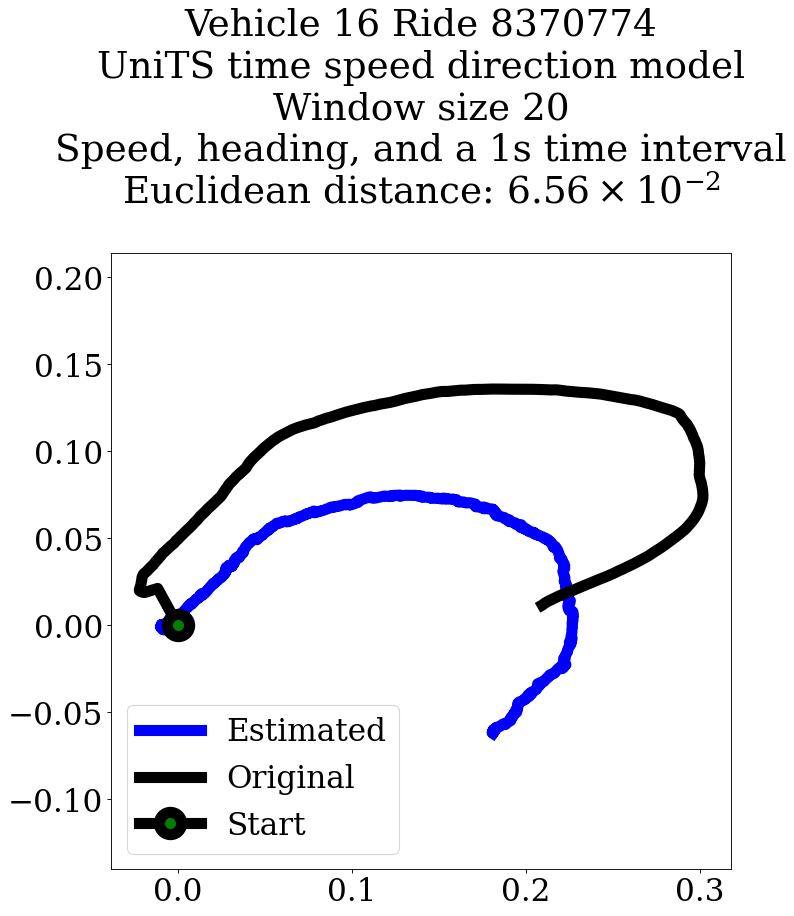 Vehicle 16 Ride 8370774
UniTS time speed direction model
Window size 20
Speed, heading, and a 1s time interval
Euclidean distance: 6.56 × 10⁻²
0.20
0.15
0.10
0.05
0.00
−0.05
−0.10
Estimated
Original
Start
0.0 0.1 0.2 0.3